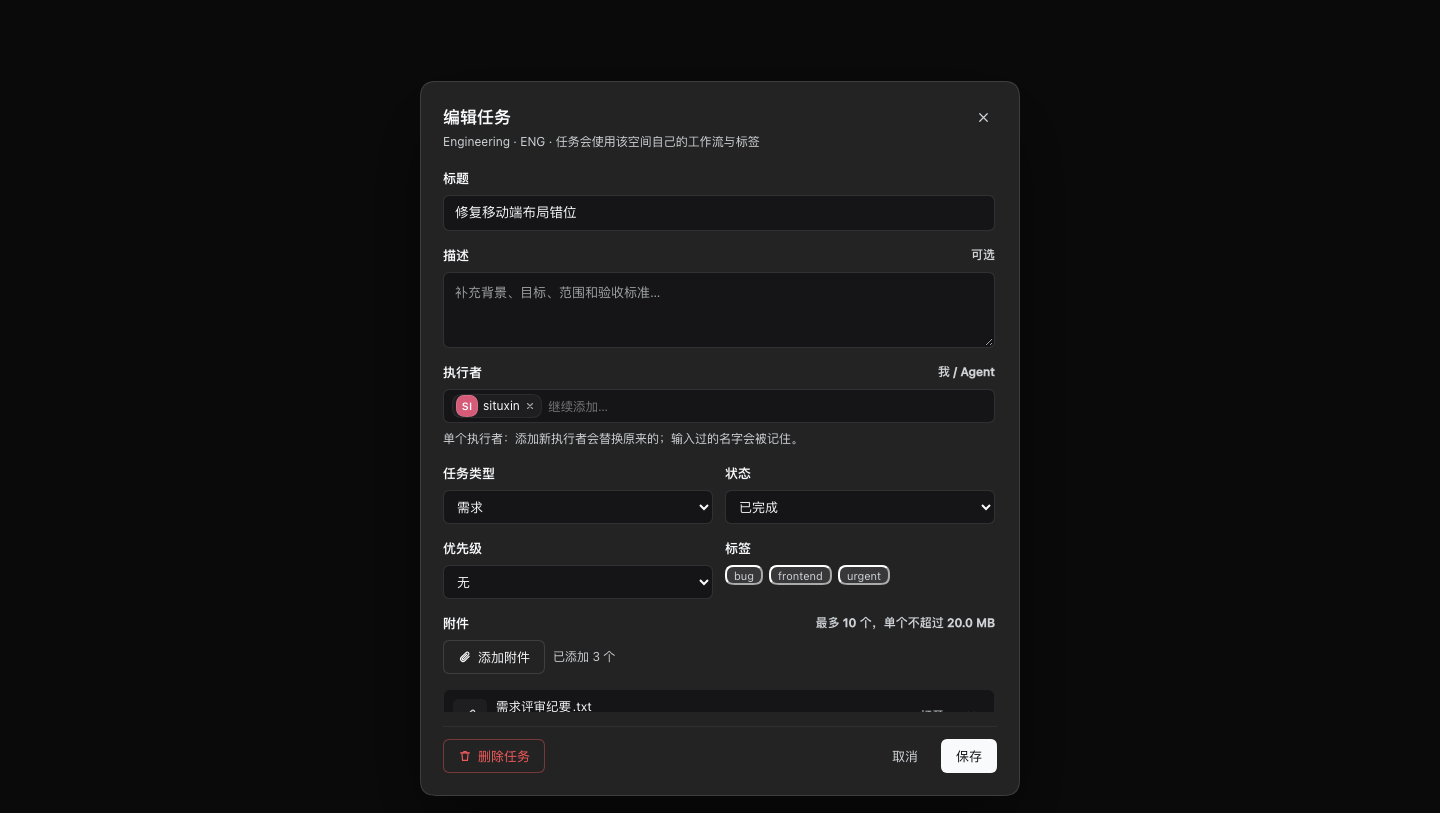 编辑任务
Engineering · ENG · 任务会使用该空间自己的工作流与标签
标题
修复移动端布局错位
描述 可选
补充背景、目标、范围和验收标准...
执行者 我 / Agent
SI situxin × 继续添加...
单个执行者：添加新执行者会替换原来的；输入过的名字会被记住。
任务类型 状态
需求 已完成
优先级 标签
无 bug frontend urgent
附件 最多 10 个，单个不超过 20.0 MB
添加附件 已添加 3 个
需求评审纪要.txt
删除任务 取消 保存